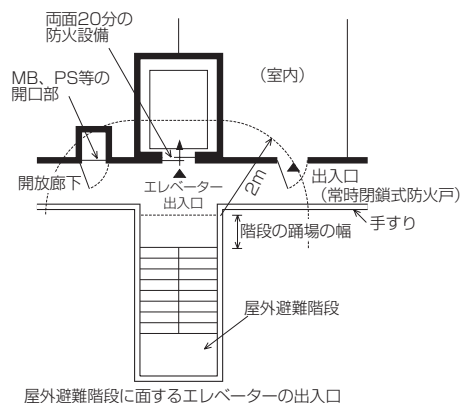 両面20分の
防火設備
MB、PS等の
開口部
(室内)
開放廊下
エレベーター
出入口
2m
出入口
(常時閉鎖式防火戸)
手すり
階段の踊場の幅
屋外避難階段
屋外避難階段に面するエレベーターの出入口